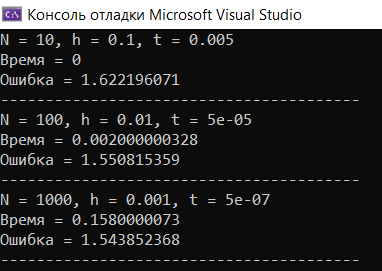 Консоль отладки Microsoft Visual Studio
N = 10, h = 0.1, t = 0.005
Время = 0
Ошибка = 1.622196071
----------------------------------------
N = 100, h = 0.01, t = 5e-05
Время = 0.002000000328
Ошибка = 1.550815359
----------------------------------------
N = 1000, h = 0.001, t = 5e-07
Время = 0.1580000073
Ошибка = 1.543852368
----------------------------------------